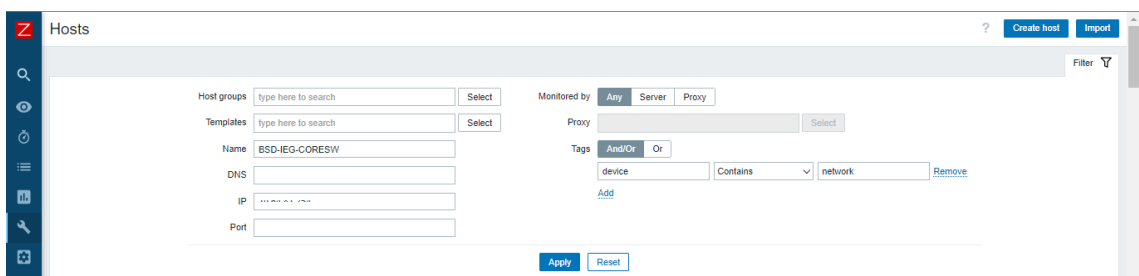 Z Hosts ? Create host Import
Filter
Host groups type here to search Select Monitored by Any Server Proxy
Templates type here to search Select Proxy Select
Name BSD-IEG-CORESW Tags And/Or Or
DNS device Contains network Remove
IP Add
Port
Apply Reset